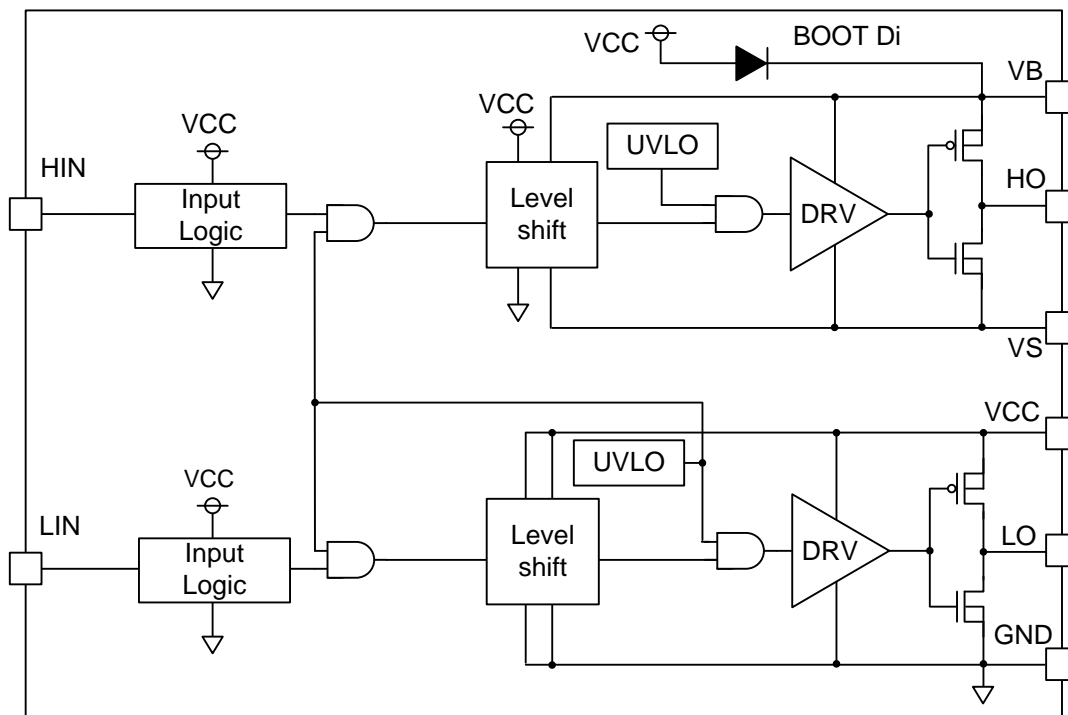 BOOT Di
VCC
VB
VCC
VCC
UVLO
HIN
HO
Input
Logic
Level
shift
DRV
VS
VCC
UVLO
VCC
LIN
LO
Input
Logic
Level
shift
DRV
GND